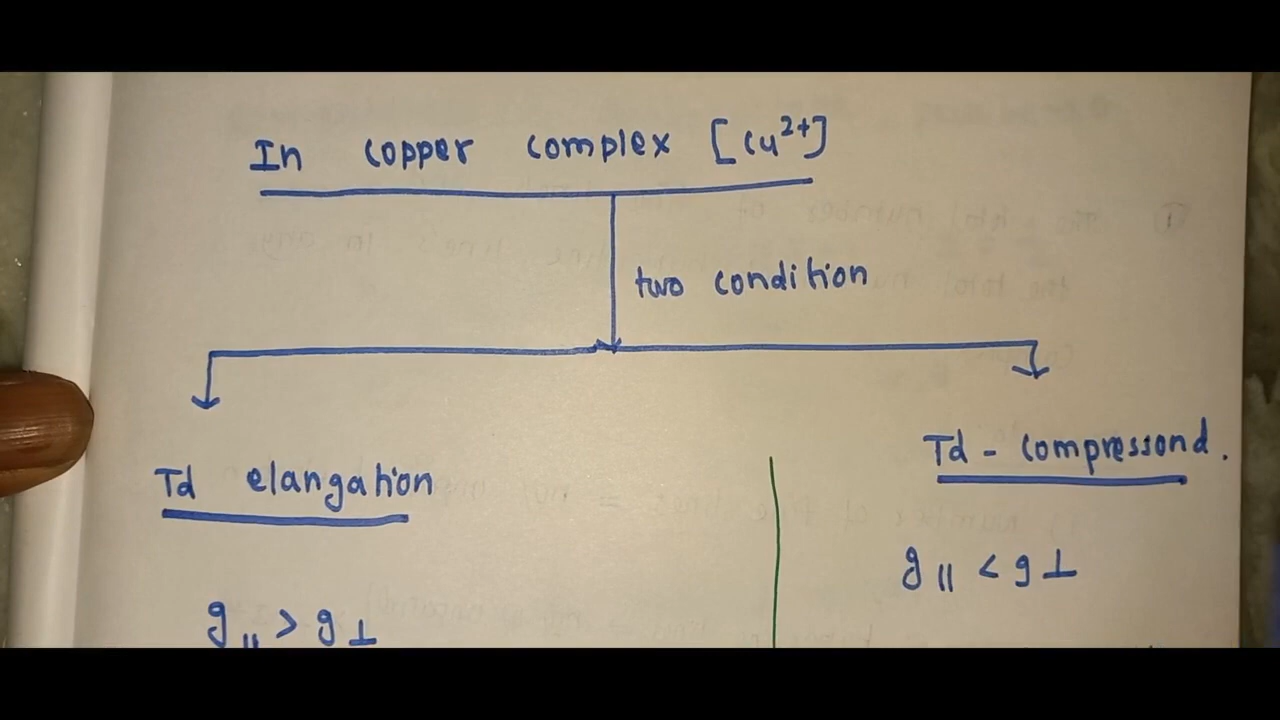 In copper complex [Cu²⁺]
two condition
Td elangation
g∥ > g⊥
Td - compressond.
g∥ < g⊥